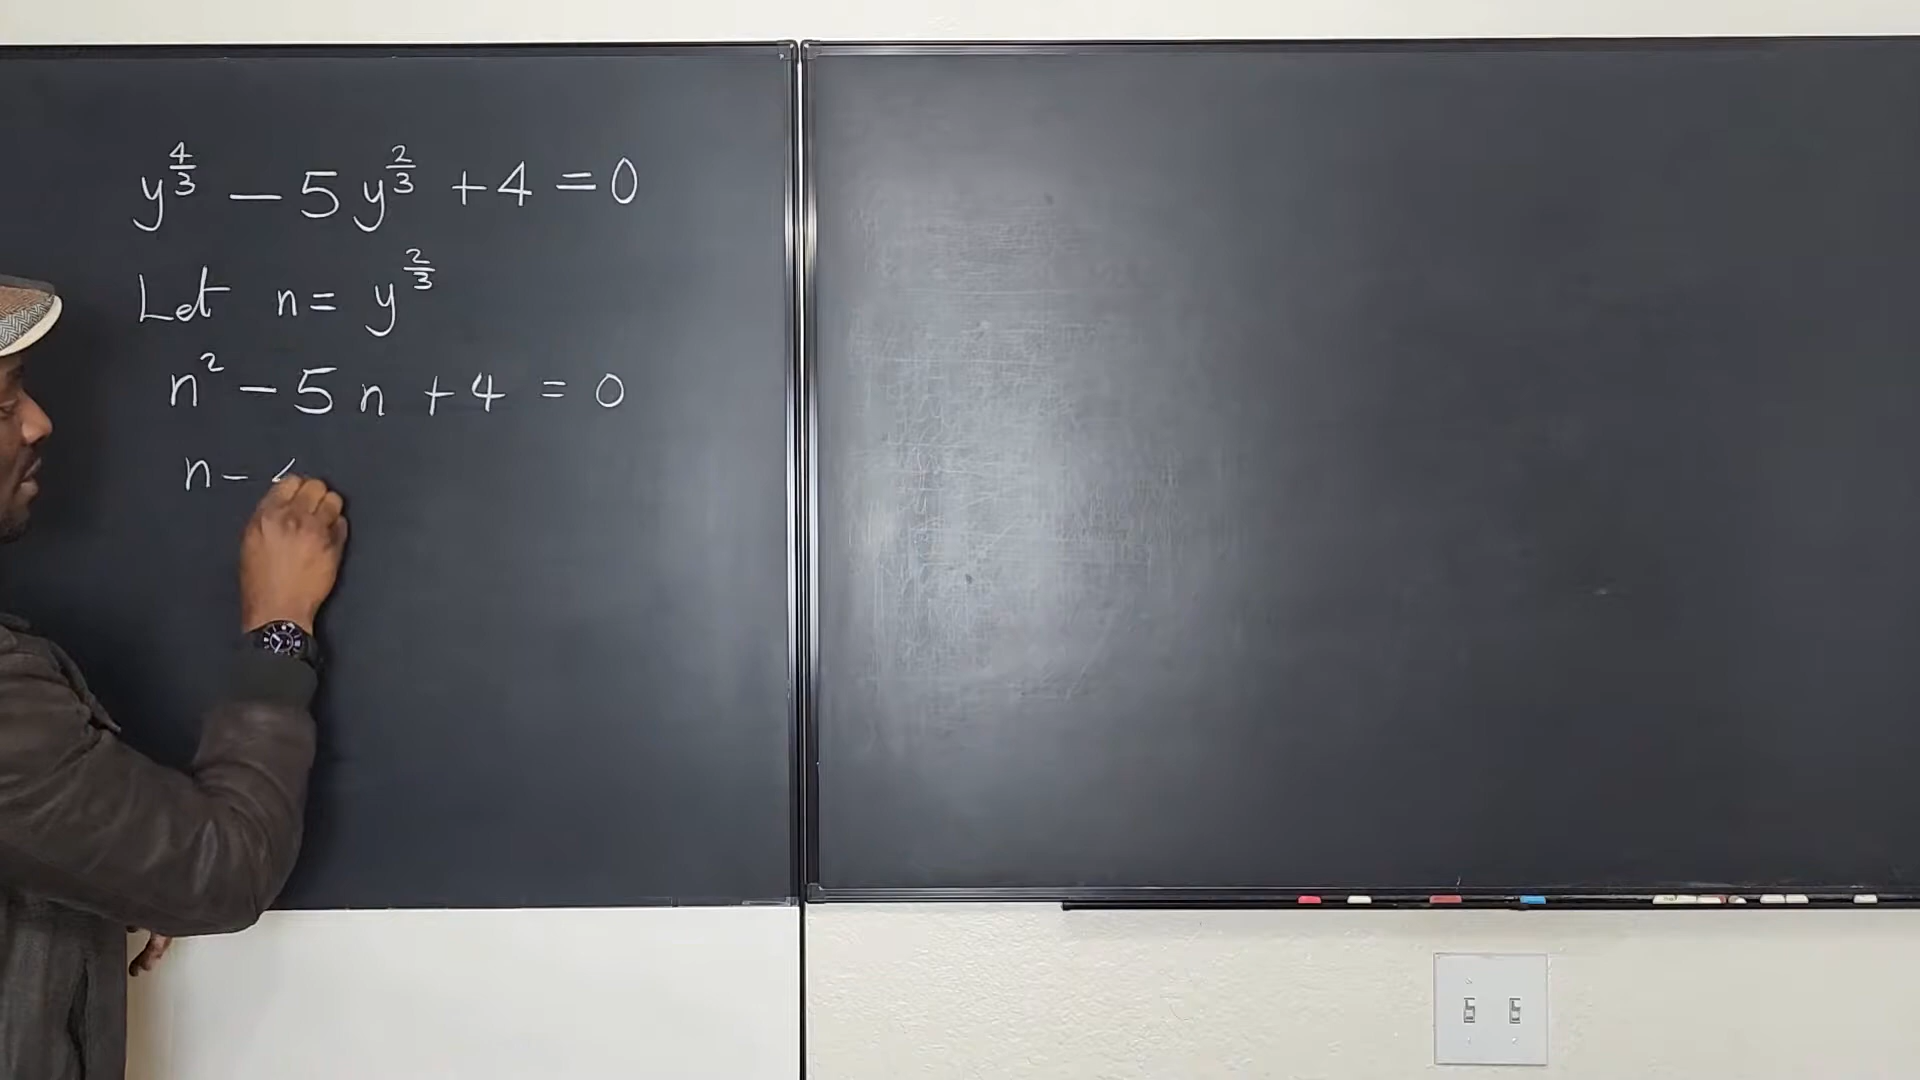 y^{4/3} - 5y^{2/3} + 4 = 0
Let n = y^{2/3}
n² - 5n + 4 = 0
n -